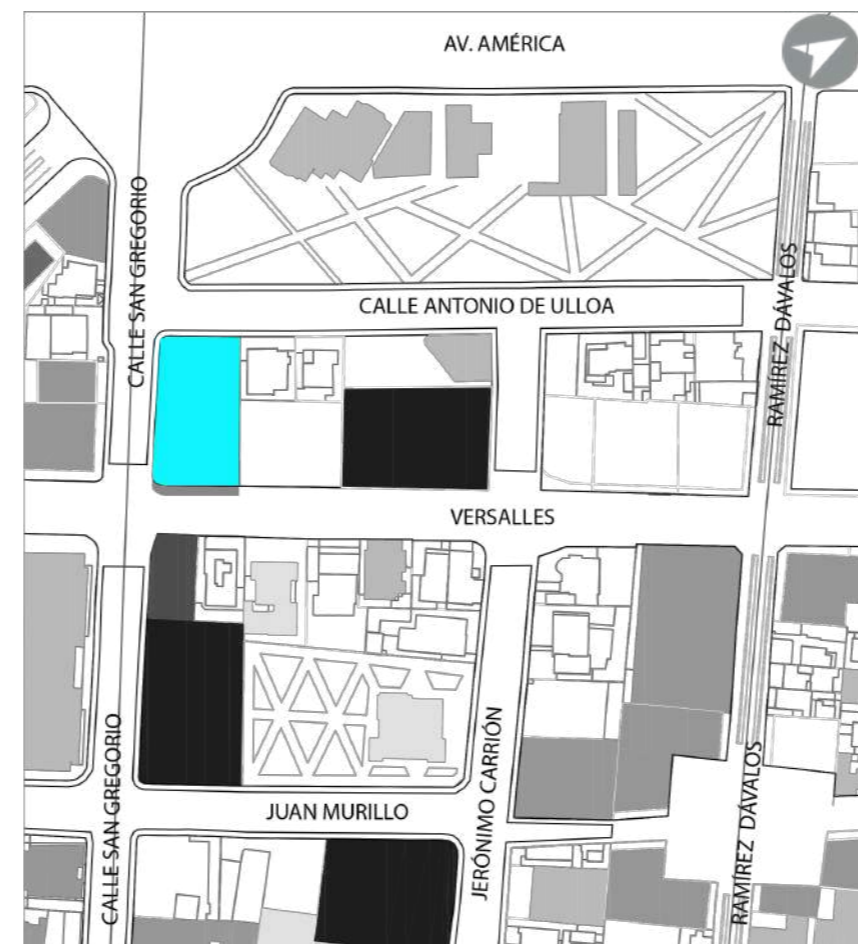 AV. AMÉRICA
CALLE SAN GREGORIO
CALLE ANTONIO DE ULLOA
RAMÍREZ DÁVALOS
VERSALLES
CALLE SAN GREGORIO
JUAN MURILLO
JERÓNIMO CARRIÓN
RAMÍREZ DÁVALOS